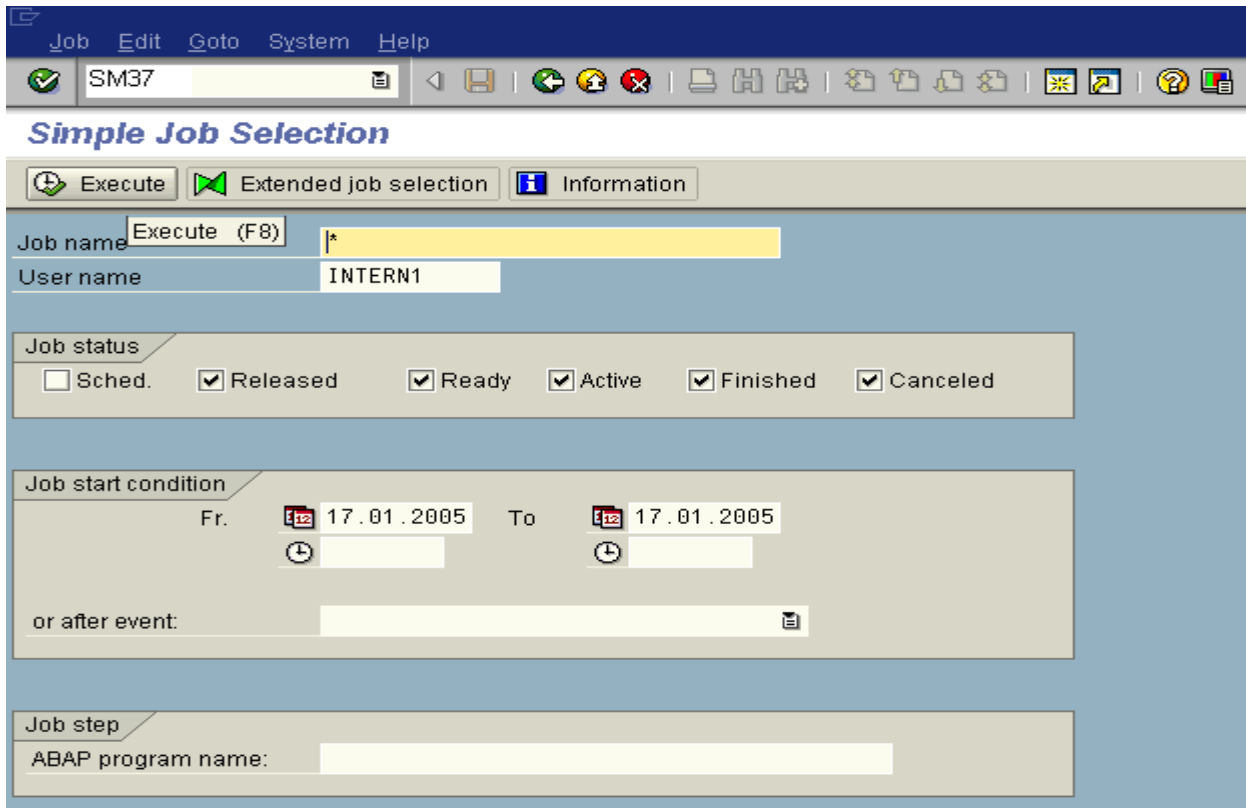 Job Edit Goto System Help
SM37
Simple Job Selection
Execute Extended job selection Information
Execute (F8)
Job name *
User name INTERN1
Job status
Sched. Released Ready Active Finished Canceled
Job start condition
Fr. 17.01.2005 To 17.01.2005
or after event:
Job step
ABAP program name: